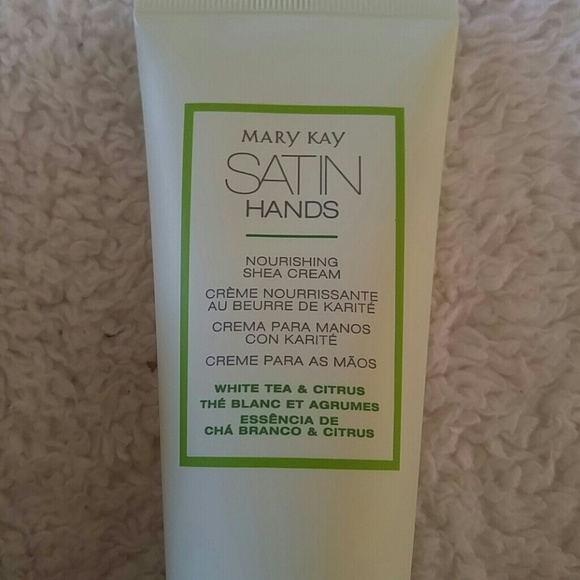 MARY KAY
SATIN
HANDS
NOURISHING
SHEA CREAM
CRÈME NOURRISSANTE
AU BEURRE DE KARITÉ
CREMA PARA MANOS
CON KARITÉ
CREME PARA AS MÃOS
WHITE TEA & CITRUS
THÉ BLANC ET AGRUMES
ESSÊNCIA DE
CHÁ BRANCO & CITRUS